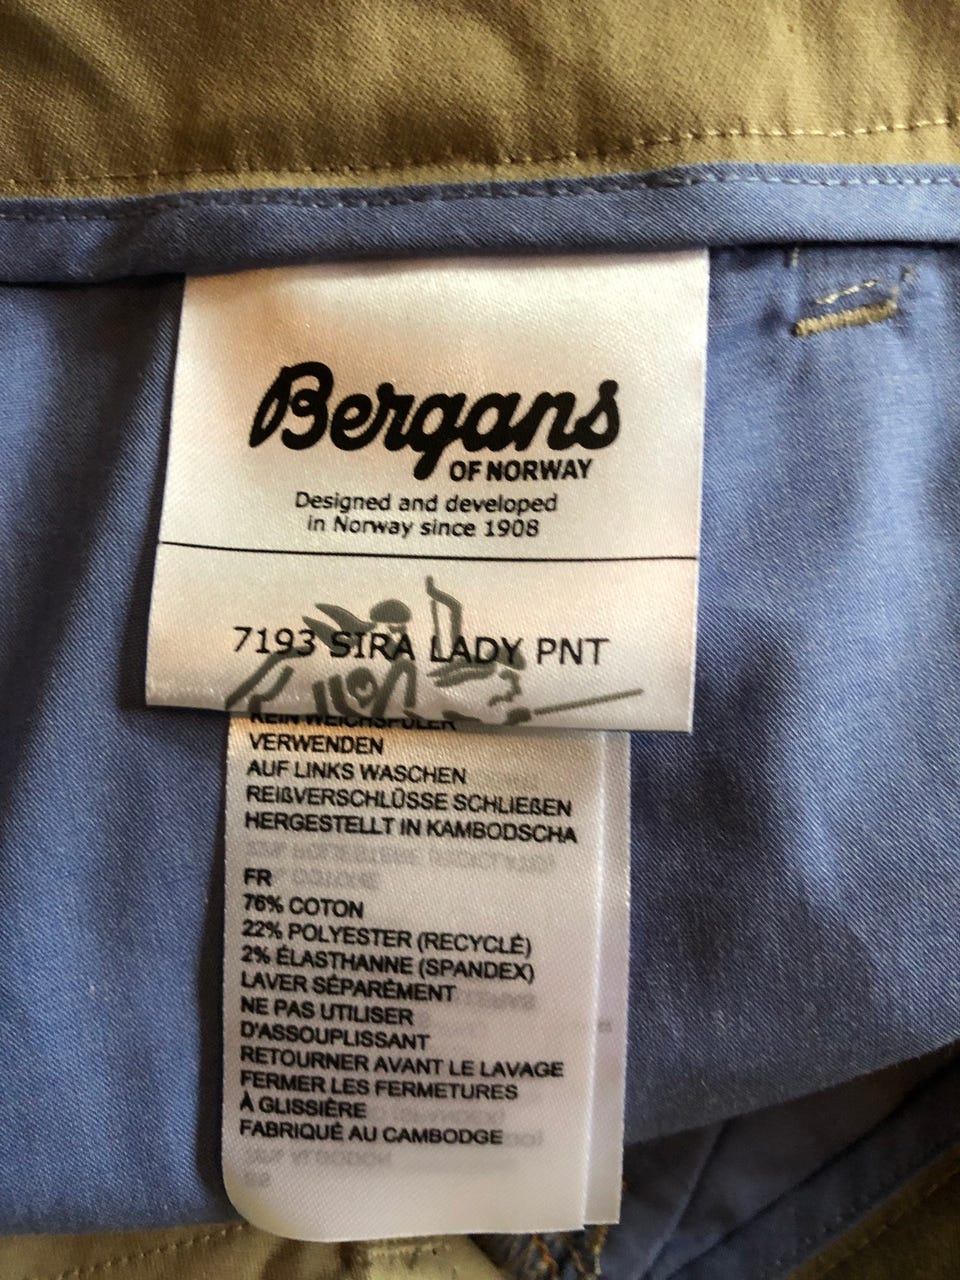 Bergans
OF NORWAY
Designed and developed
in Norway since 1908
7193 SIRA LADY PNT
KEIN WEICHSPÜLER
VERWENDEN
AUF LINKS WASCHEN
REIßVERSCHLÜSSE SCHLIEßEN
HERGESTELLT IN KAMBODSCHA
FR
76% COTON
22% POLYESTER (RECYCLÉ)
2% ÉLASTHANNE (SPANDEX)
LAVER SÉPARÉMENT
NE PAS UTILISER
D'ASSOUPLISSANT
RETOURNER AVANT LE LAVAGE
FERMER LES FERMETURES
À GLISSIÈRE
FABRIQUÉ AU CAMBODGE